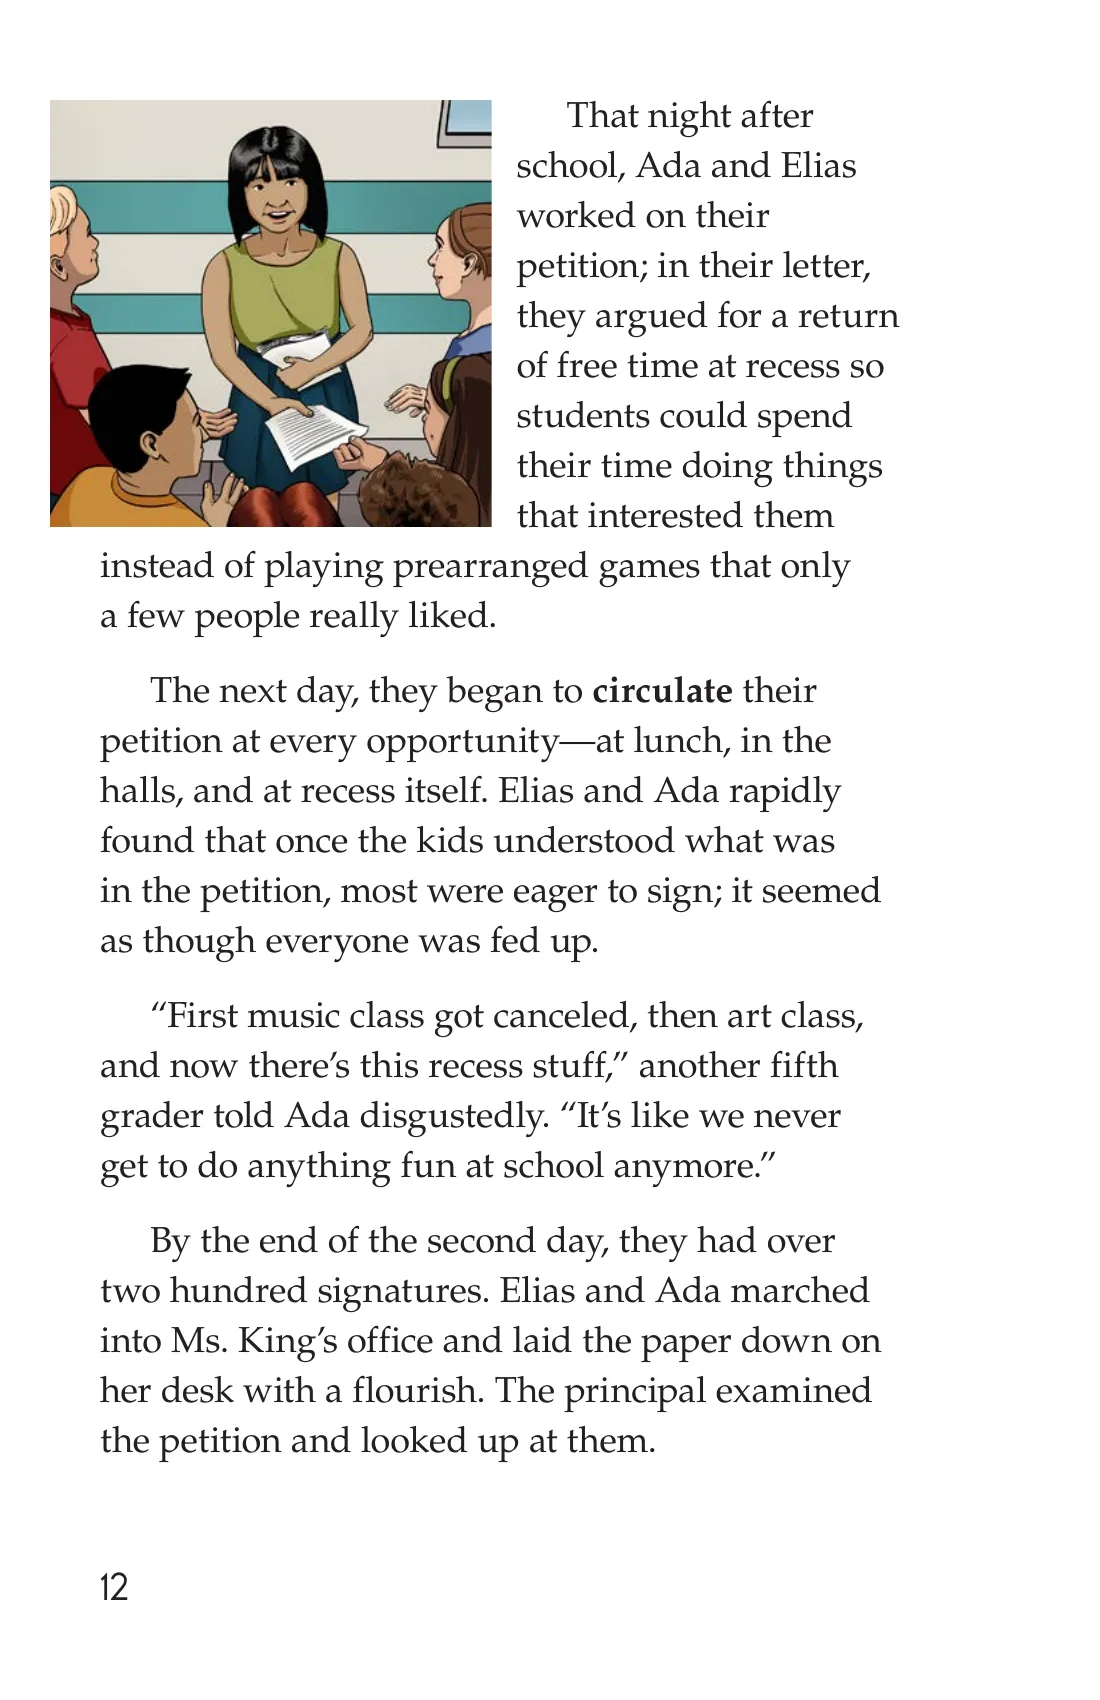 That night after
school, Ada and Elias
worked on their
petition; in their letter,
they argued for a return
of free time at recess so
students could spend
their time doing things
that interested them
instead of playing prearranged games that only
a few people really liked.
The next day, they began to circulate their
petition at every opportunity—at lunch, in the
halls, and at recess itself. Elias and Ada rapidly
found that once the kids understood what was
in the petition, most were eager to sign; it seemed
as though everyone was fed up.
“First music class got canceled, then art class,
and now there’s this recess stuff,” another fifth
grader told Ada disgustedly. “It’s like we never
get to do anything fun at school anymore.”
By the end of the second day, they had over
two hundred signatures. Elias and Ada marched
into Ms. King’s office and laid the paper down on
her desk with a flourish. The principal examined
the petition and looked up at them.
12